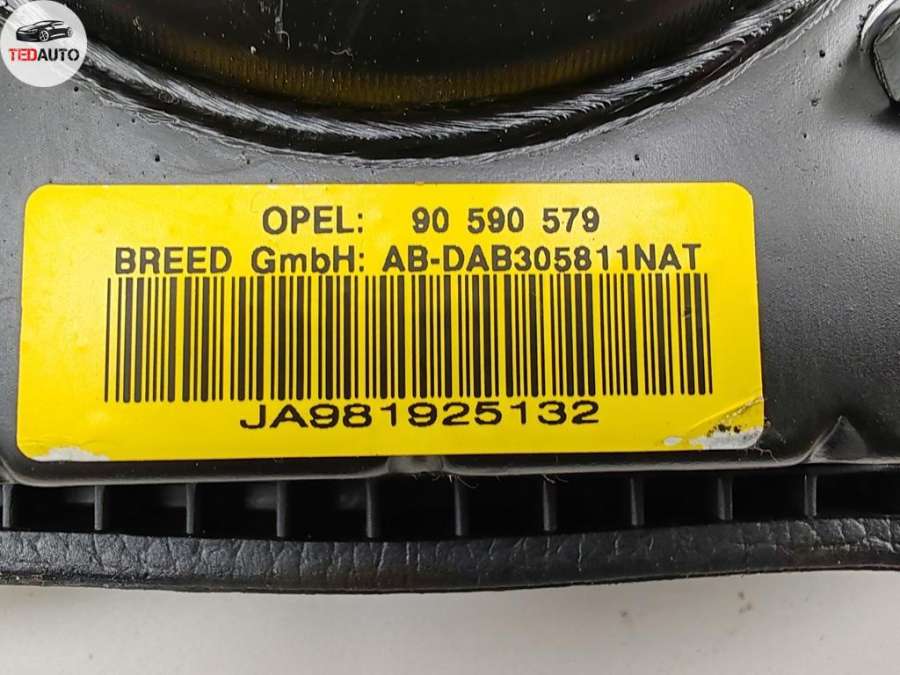 TEDAUTO
OPEL: 90 590 579
BREED GmbH: AB-DAB305811NAT
JA981925132